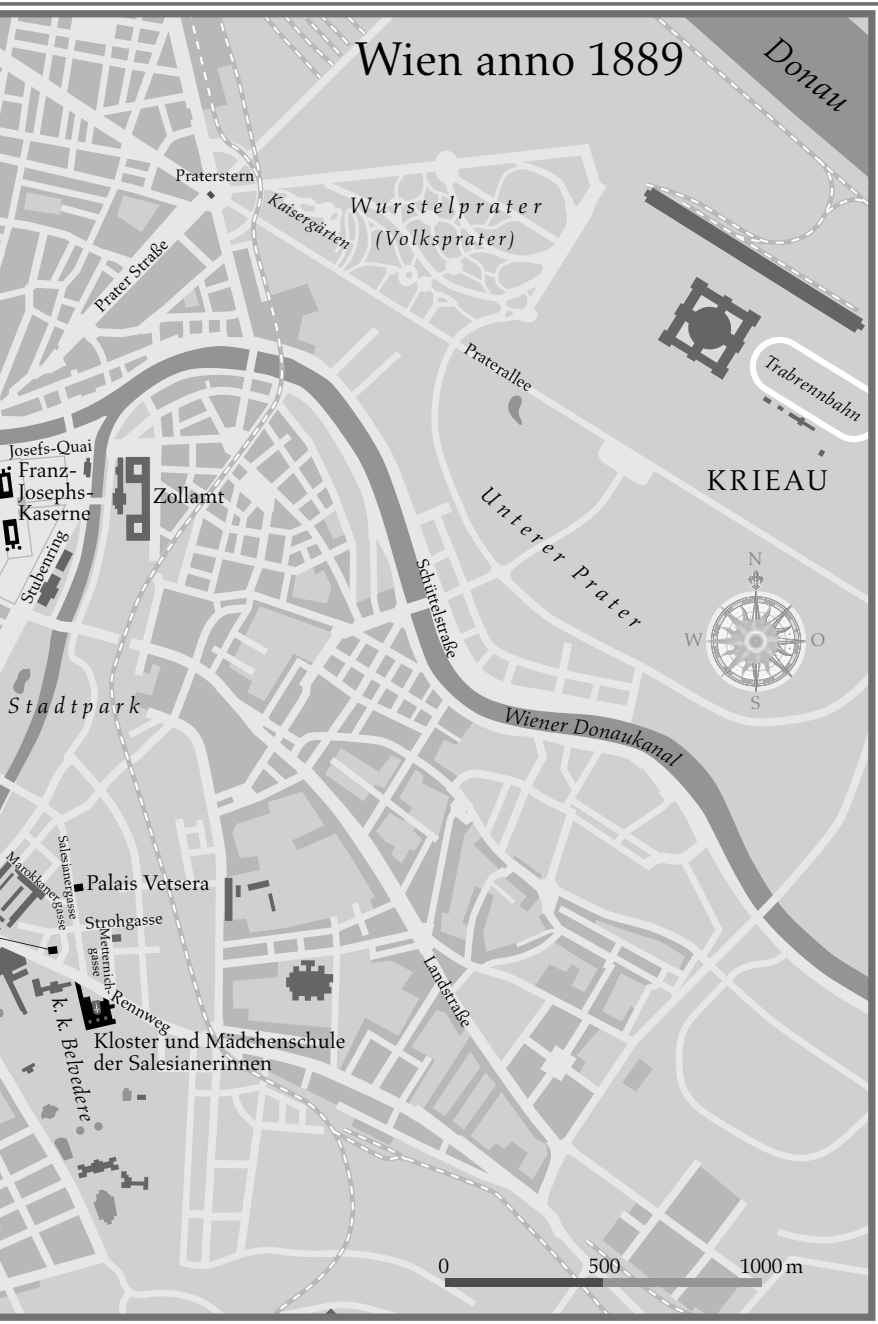 Wien anno 1889
Donau
Praterstern
Kaisergärten
Wurstelprater
(Volksprater)
Prater Straße
Praterallee
Trabrennbahn
KRIEAU
Josefs-Quai
Franz-
Josephs-
Kaserne
Zollamt
Stubenring
Unterer Prater
Schüttelstraße
N
W
O
S
Stadtpark
Wiener Donaukanal
Salesianergasse
Marokkanergasse
Palais Vetsera
Strohgasse
Metternich-
gasse
Rennweg
Landstraße
k. k. Belvedere
Kloster und Mädchenschule
der Salesianerinnen
0
500
1000 m